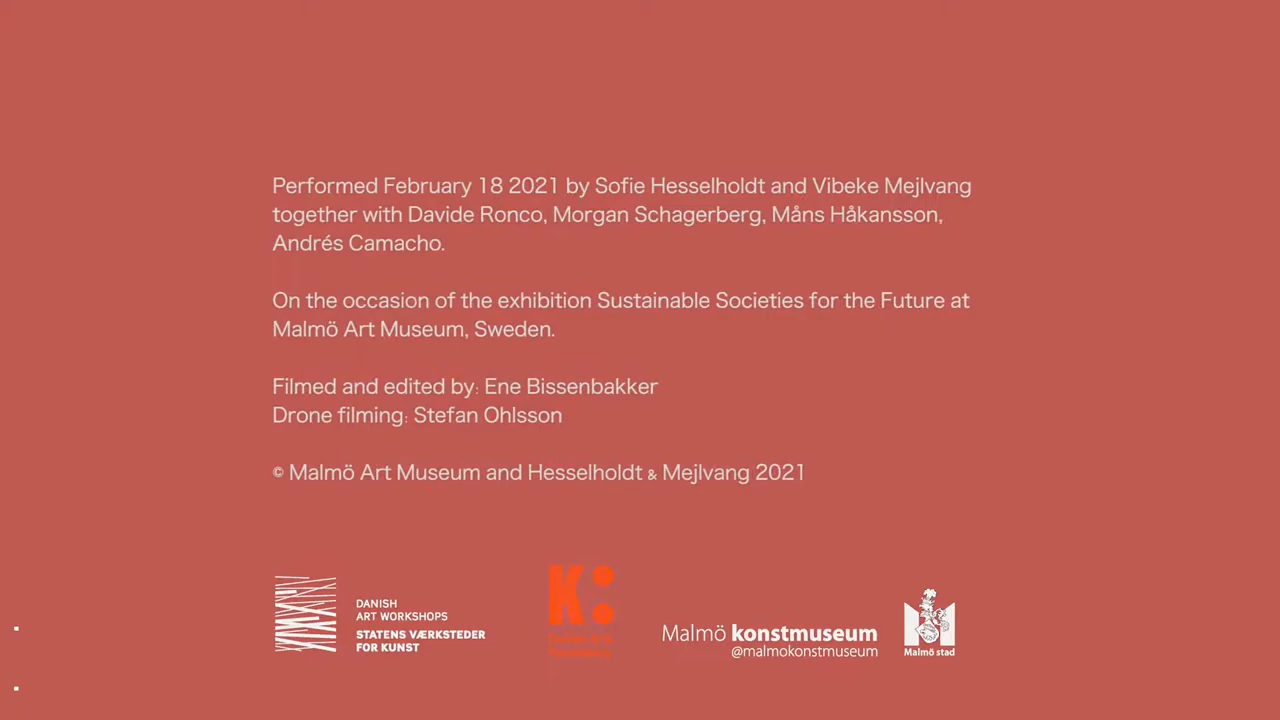 Performed February 18 2021 by Sofie Hesselholdt and Vibeke Mejlvang
together with Davide Ronco, Morgan Schagerberg, Måns Håkansson,
Andrés Camacho.
On the occasion of the exhibition Sustainable Societies for the Future at
Malmö Art Museum, Sweden.
Filmed and edited by: Ene Bissenbakker
Drone filming: Stefan Ohlsson
© Malmö Art Museum and Hesselholdt & Mejlvang 2021
DANISH
ART WORKSHOPS
STATENS VÆRKSTEDER
FOR KUNST
K:
Malmö konstmuseum
@malmokonstmuseum
Malmö stad